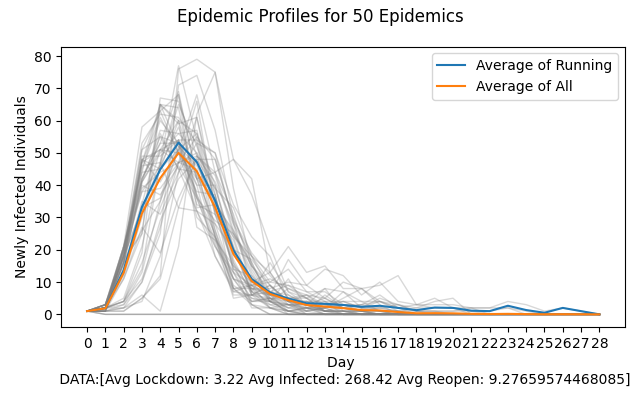 Epidemic Profiles for 50 Epidemics
Average of Running
Average of All
Newly Infected Individuals
80
70
60
50
40
30
20
10
0
0 1 2 3 4 5 6 7 8 9 10 11 12 13 14 15 16 17 18 19 20 21 22 23 24 25 26 27 28
Day
DATA:[Avg Lockdown: 3.22 Avg Infected: 268.42 Avg Reopen: 9.27659574468085]